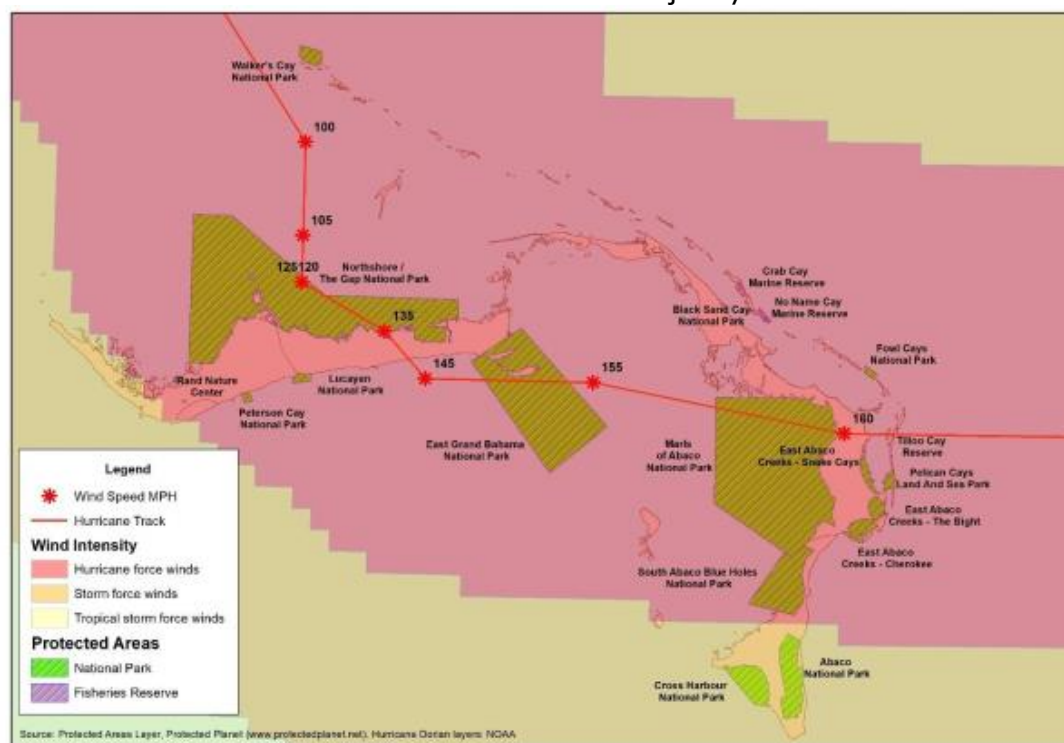 Walker's Cay
National Park
100
105
125120
Northshore /
The Gap National Park
135
145
155
160
Crab Cay
Marine Reserve
No Name Cay
Marine Reserve
Black Sand Cay
National Park
Fowl Cays
National Park
Rand Nature
Center
Lucayan
National Park
Peterson Cay
National Park
East Grand Bahama
National Park
Marls
of Abaco
National Park
East Abaco
Creeks - Snake Cays
Tilloo Cay
Reserve
Pelican Cays
Land And Sea Park
East Abaco
Creeks - The Bight
East Abaco
Creeks - Cherokee
South Abaco Blue Holes
National Park
Abaco
National Park
Cross Harbour
National Park
Legend
Wind Speed MPH
Hurricane Track
Wind Intensity
Hurricane force winds
Storm force winds
Tropical storm force winds
Protected Areas
National Park
Fisheries Reserve
Source: Protected Areas Layer, Protected Planet (www.protectedplanet.net). Hurricane Dorian layers: NOAA